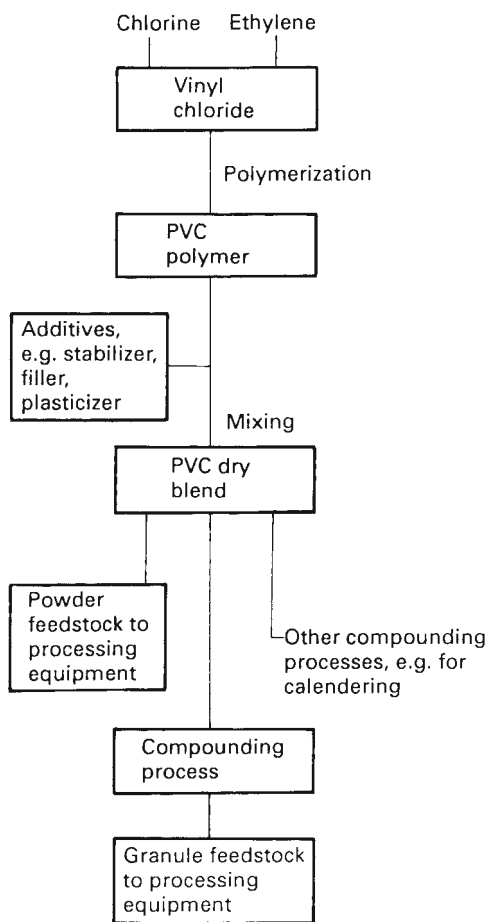 Chlorine Ethylene
Vinyl
chloride
Polymerization
PVC
polymer
Additives,
e.g. stabilizer,
filler,
plasticizer
Mixing
PVC dry
blend
Powder
feedstock to
processing
equipment
Other compounding
processes, e.g. for
calendering
Compounding
process
Granule feedstock
to processing
equipment